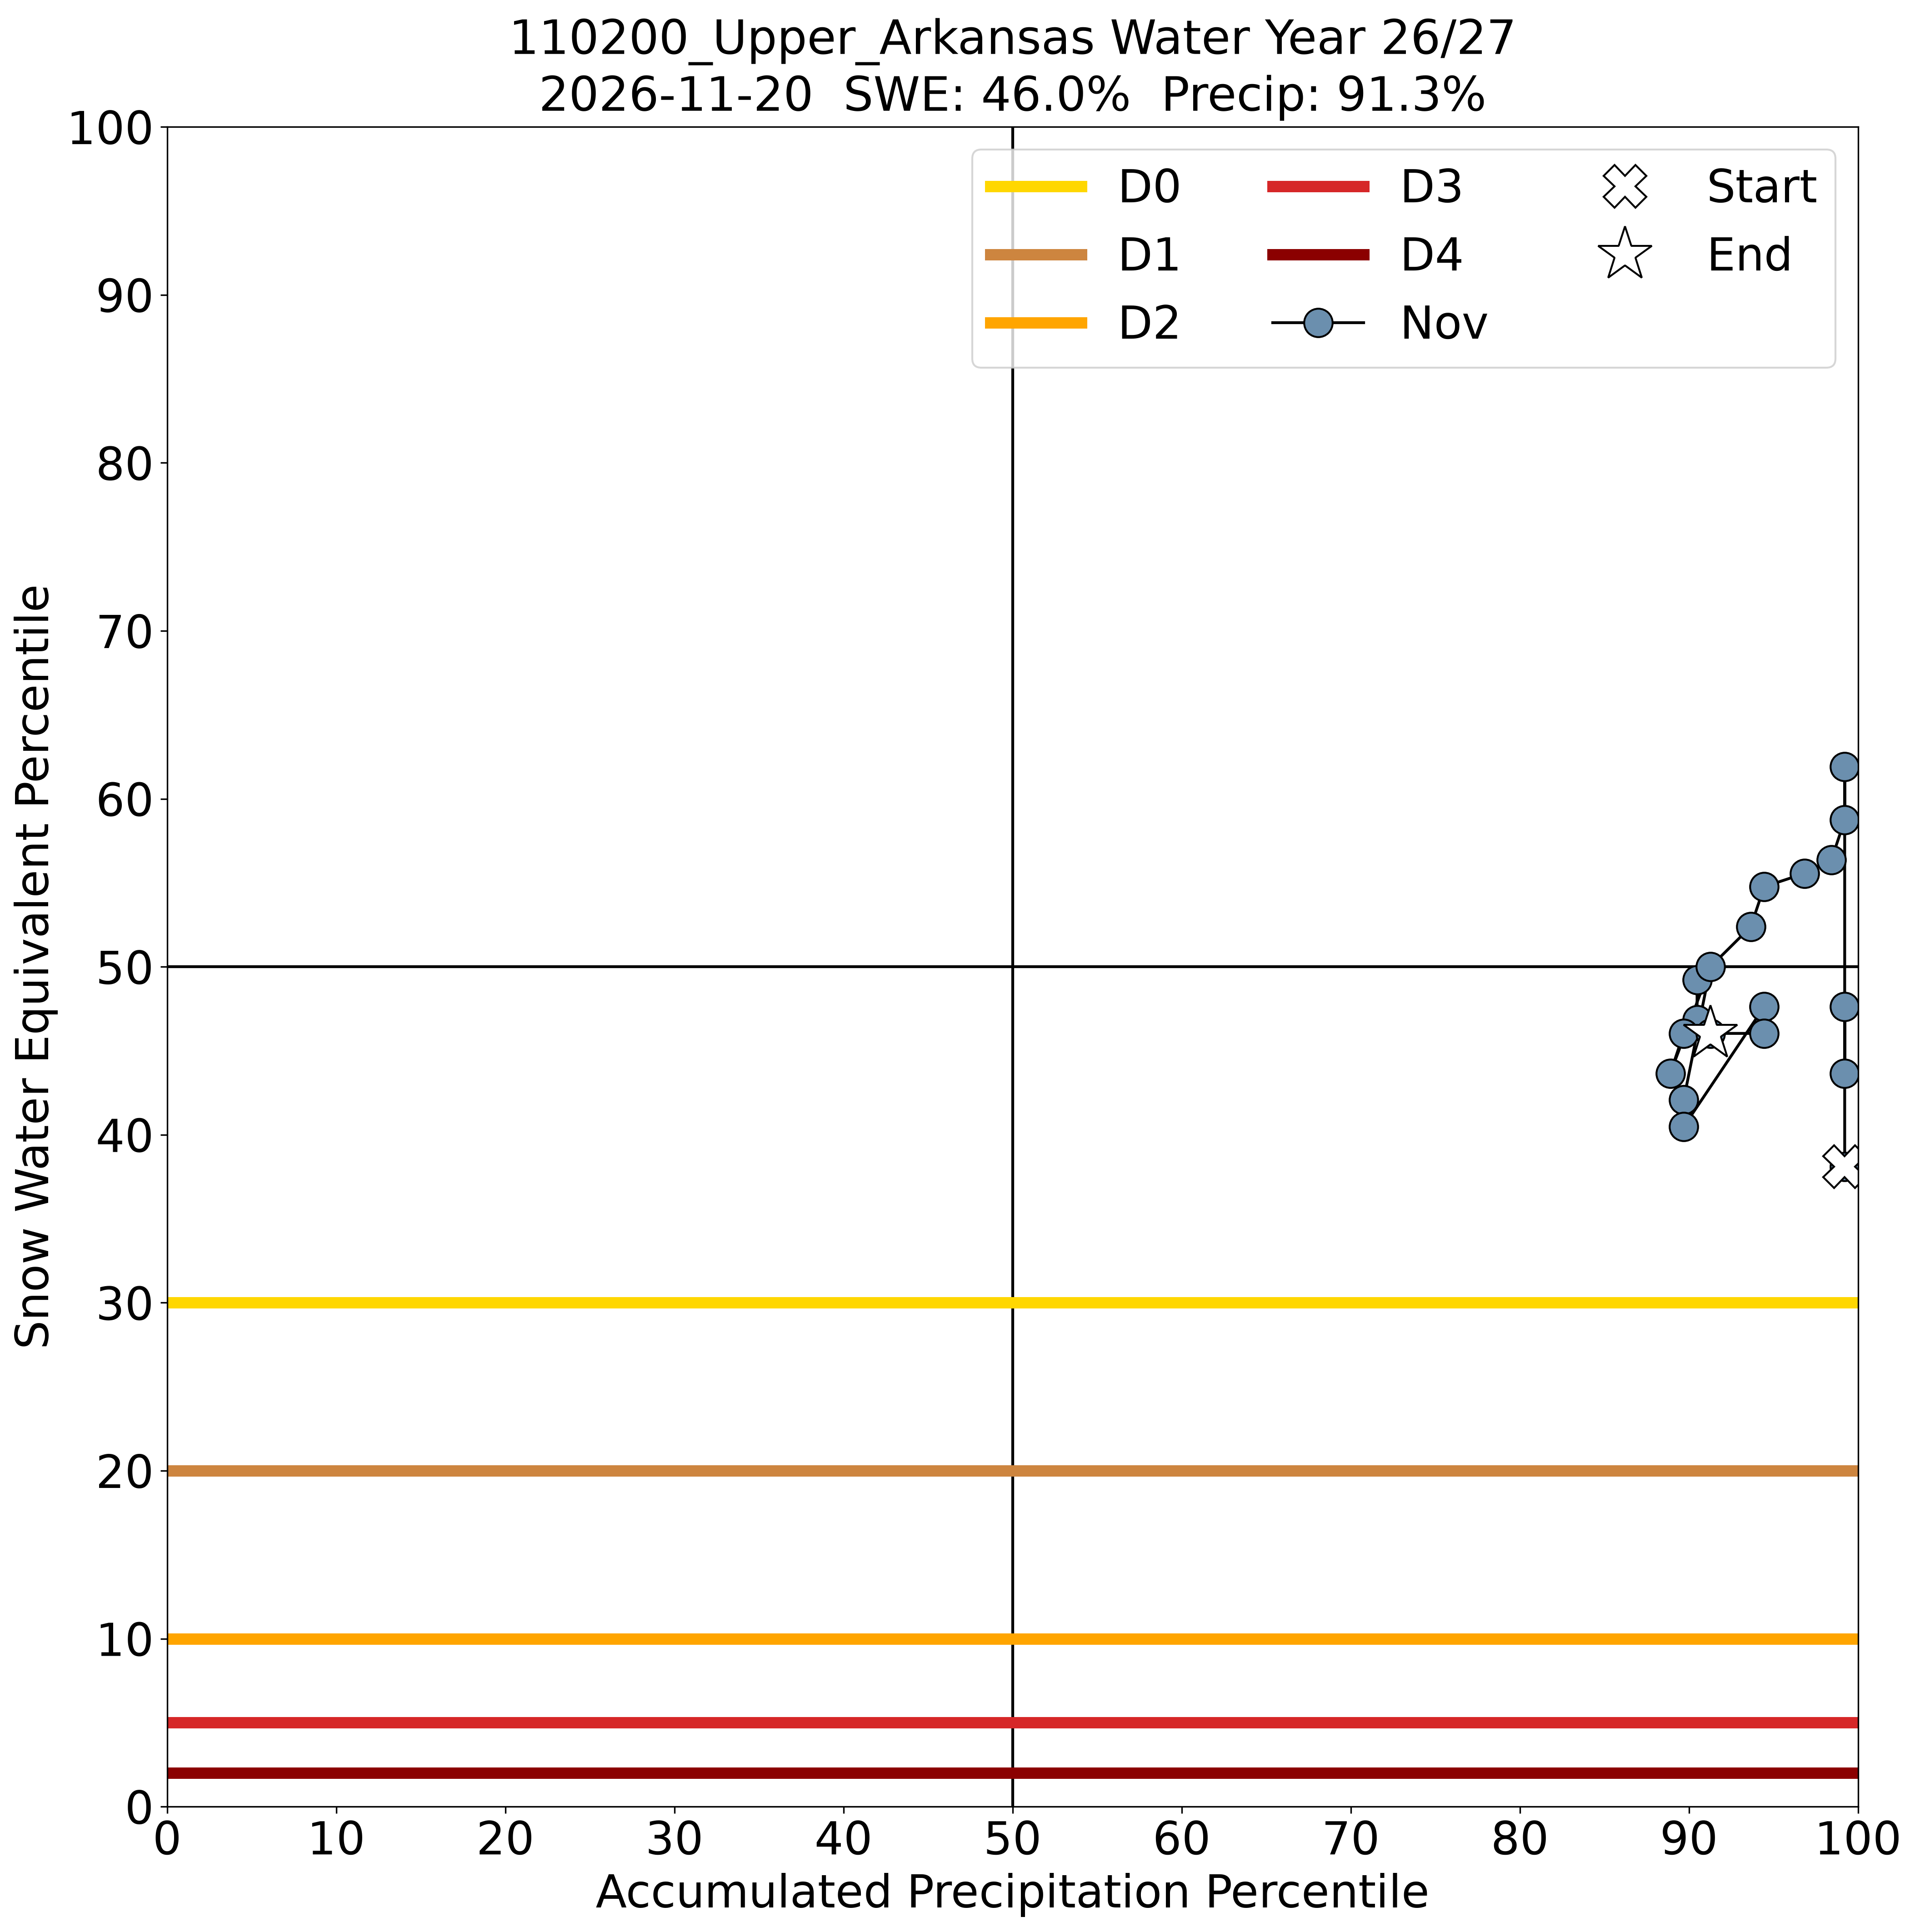 110200_Upper_Arkansas Water Year 26/27
2026-11-20  SWE: 46.0%  Precip: 91.3%
D0
D1
D2
D3
D4
Nov
Start
End
Snow Water Equivalent Percentile
100
90
80
70
60
50
40
30
20
10
0
0 10 20 30 40 50 60 70 80 90 100
Accumulated Precipitation Percentile